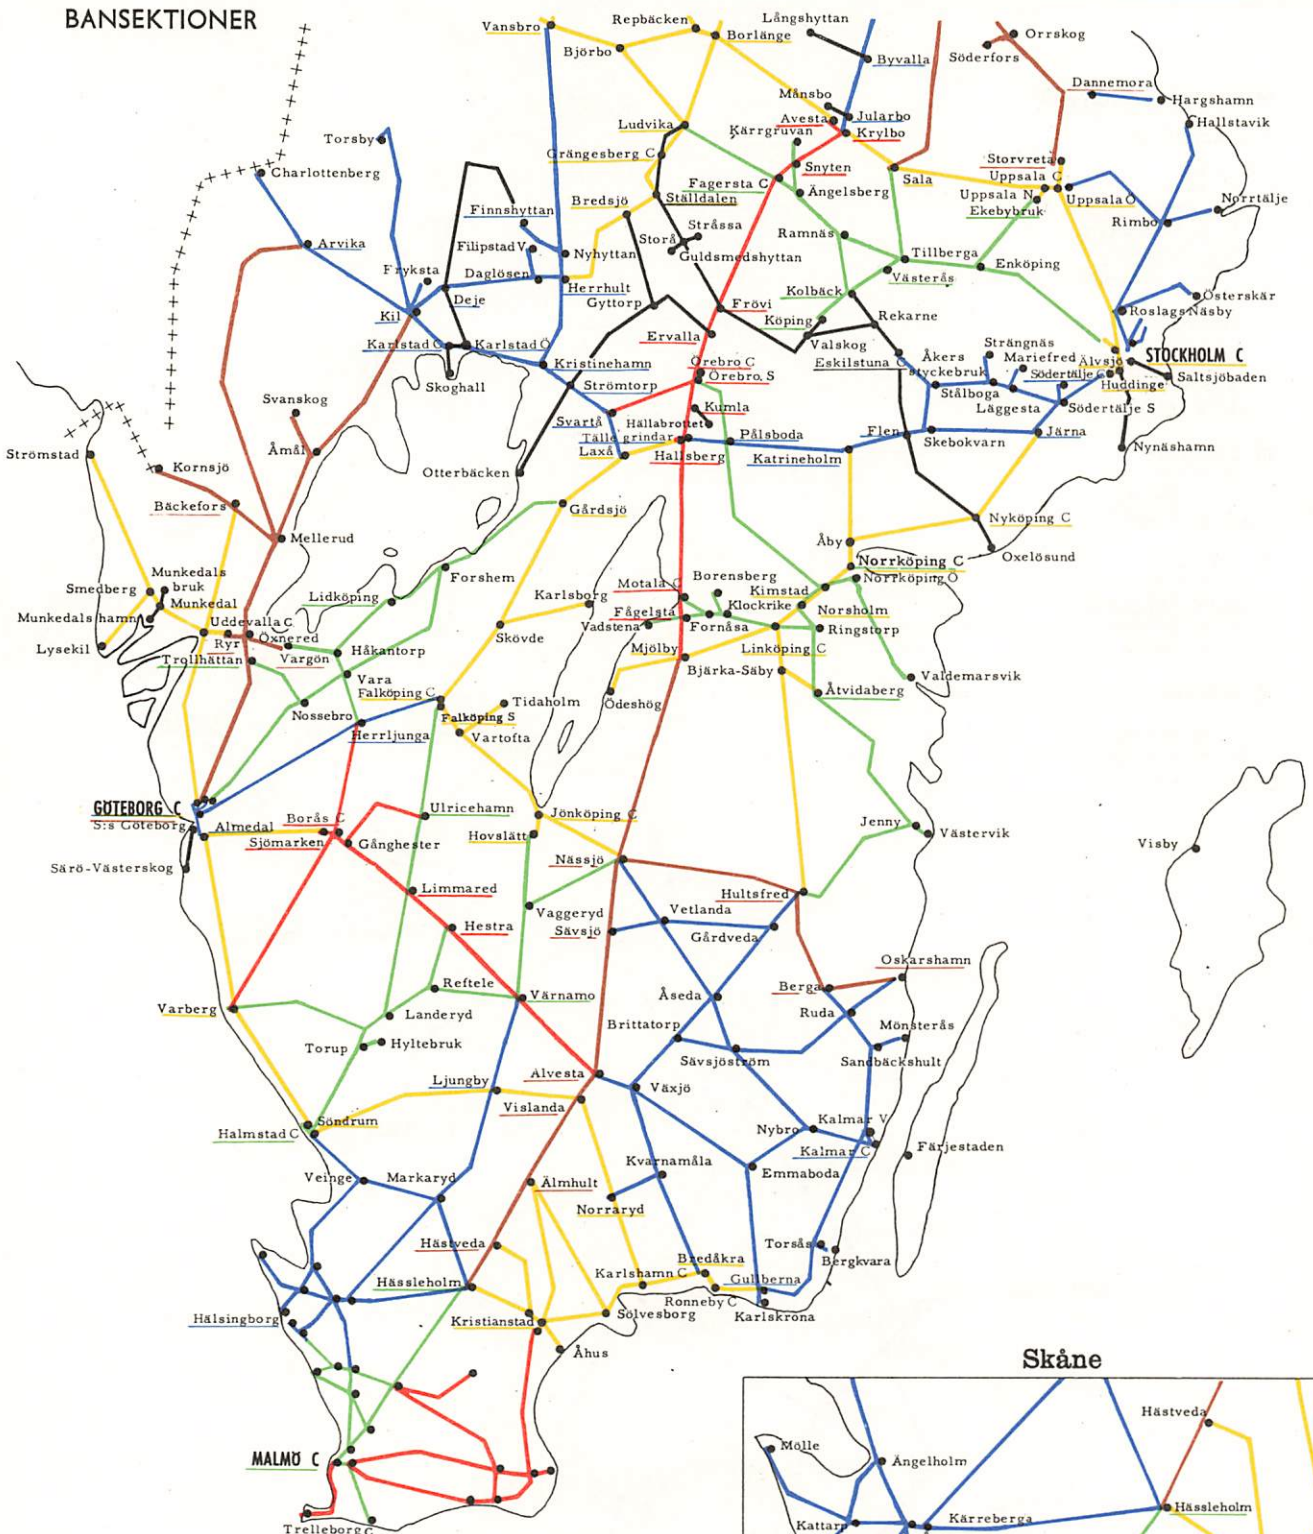 BANSEKTIONER
Vansbro
Repbäcken
Björbo
Borlänge
Långshyttan
Byvalla
Orrskog
Söderfors
Dannemora
Hargshamn
Hallstavik
Månsbo
Avesta
Jularbo
Krylbo
Torsby
Ludvika
Kärrgruvan
Grängesberg C
Snyten
Storvreta
Charlottenberg
Fagersta C
Ängelsberg
Sala
Uppsala C
Uppsala N
Uppsala Ö
Ekebybruk
Norrtälje
Rimbo
Ställdalen
Bredsjö
Finnshyttan
Stråssa
Storå
Guldsmedshyttan
Ramnäs
Arvika
Filipstad V
Nyhyttan
Tillberga
Enköping
Västerås
Fryksta
Daglösen
Deje
Herrhult
Gyttorp
Kolbäck
Frövi
Österskär
Roslags Näsby
Kil
Köping
Rekarne
Ervalla
Valskog
Karlstad C
Karlstad Ö
Kristinehamn
Eskilstuna C
Strängnäs
Åkers
styckebruk
Mariefred
Älvsjö
STOCKHOLM C
Skoghall
Strömtorp
Örebro C
Örebro S
Södertälje C
Huddinge
Saltsjöbaden
Stålboga
Läggesta
Södertälje S
Svanskog
Svartå
Kumla
Hällabrottet
Tälle grindar
Pålsboda
Flen
Skebokvarn
Järna
Nynäshamn
Strömstad
Åmål
Laxå
Hallsberg
Katrineholm
Kornsjö
Otterbäcken
Bäckefors
Gårdsjö
Nyköping C
Oxelösund
Mellerud
Åby
Forshem
Norrköping C
Norrköping Ö
Munkedals
bruk
Smedberg
Munkedal
Lidköping
Karlsborg
Motala C
Borensberg
Kimstad
Klockrike
Norsholm
Munkedals hamn
Fågelsta
Vadstena
Fornåsa
Ringstorp
Uddevalla C
Öxnered
Ryr
Vargön
Håkantorp
Skövde
Lysekil
Trollhättan
Mjölby
Linköping C
Bjärka-Säby
Vara
Valdemarsvik
Åtvidaberg
Ödeshög
Falköping C
Tidaholm
Nossebro
Falköping S
Vartofta
Herrljunga
GÖTEBORG C
S:s Göteborg
Almedal
Borås C
Ulricehamn
Jönköping C
Hovslätt
Jenny
Västervik
Sjömarken
Gånghester
Särö-Västerskog
Nässjö
Visby
Limmared
Hultsfred
Vaggeryd
Vetlanda
Hestra
Sävsjö
Gårdveda
Oskarshamn
Reftele
Berga
Varberg
Värnamo
Åseda
Landeryd
Ruda
Brittatorp
Mönsterås
Torup
Hyltebruk
Sävsjöström
Sandbäckshult
Ljungby
Alvesta
Växjö
Vislanda
Söndrum
Halmstad C
Nybro
Kalmar V
Kalmar C
Färjestaden
Veinge
Markaryd
Kvarnamåla
Emmaboda
Älmhult
Norraryd
Hästveda
Torsås
Bergkvara
Bredåkra
Karlshamn C
Gullberna
Hässleholm
Ronneby C
Karlskrona
Hälsingborg
Kristianstad
Sölvesborg
Åhus
MALMÖ C
Trelleborg C
Skåne
Hästveda
Mölle
Ängelholm
Hässleholm
Kattarp
Kärreberga